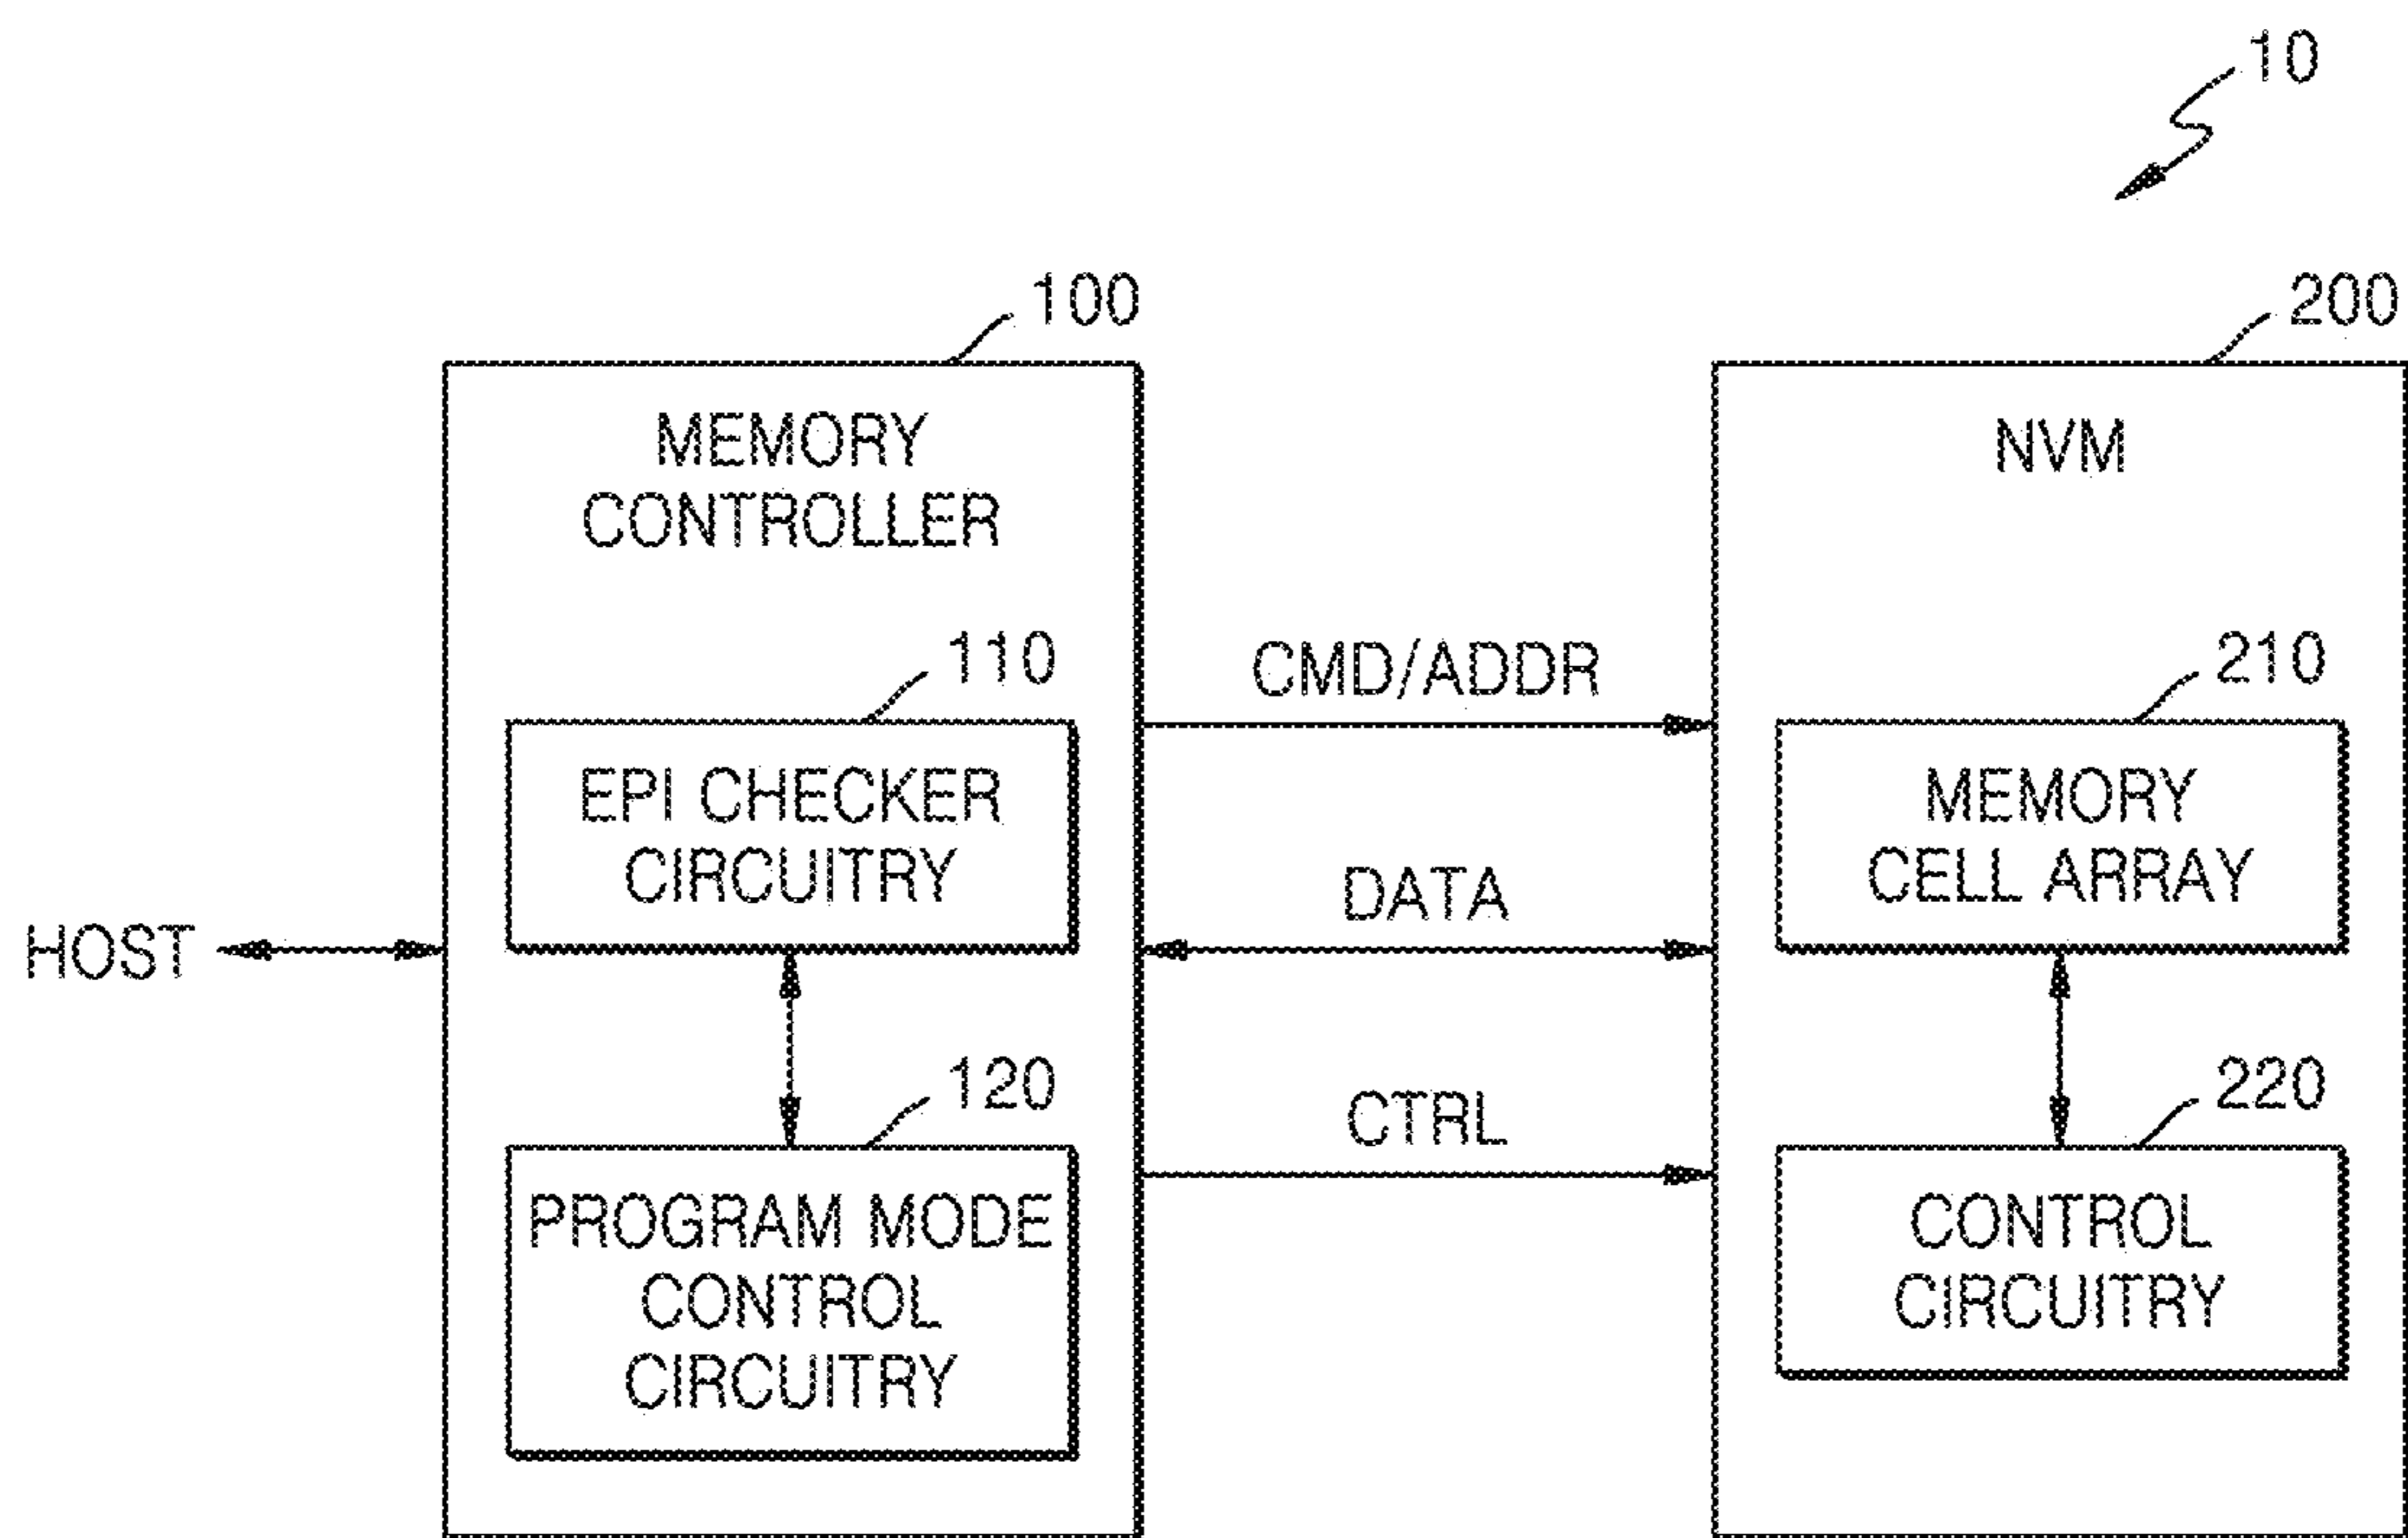 10
100
200
MEMORY
CONTROLLER
NVM
110
EPI CHECKER
CIRCUITRY
CMD/ADDR
210
MEMORY
CELL ARRAY
HOST
DATA
120
PROGRAM MODE
CONTROL
CIRCUITRY
CTRL
220
CONTROL
CIRCUITRY